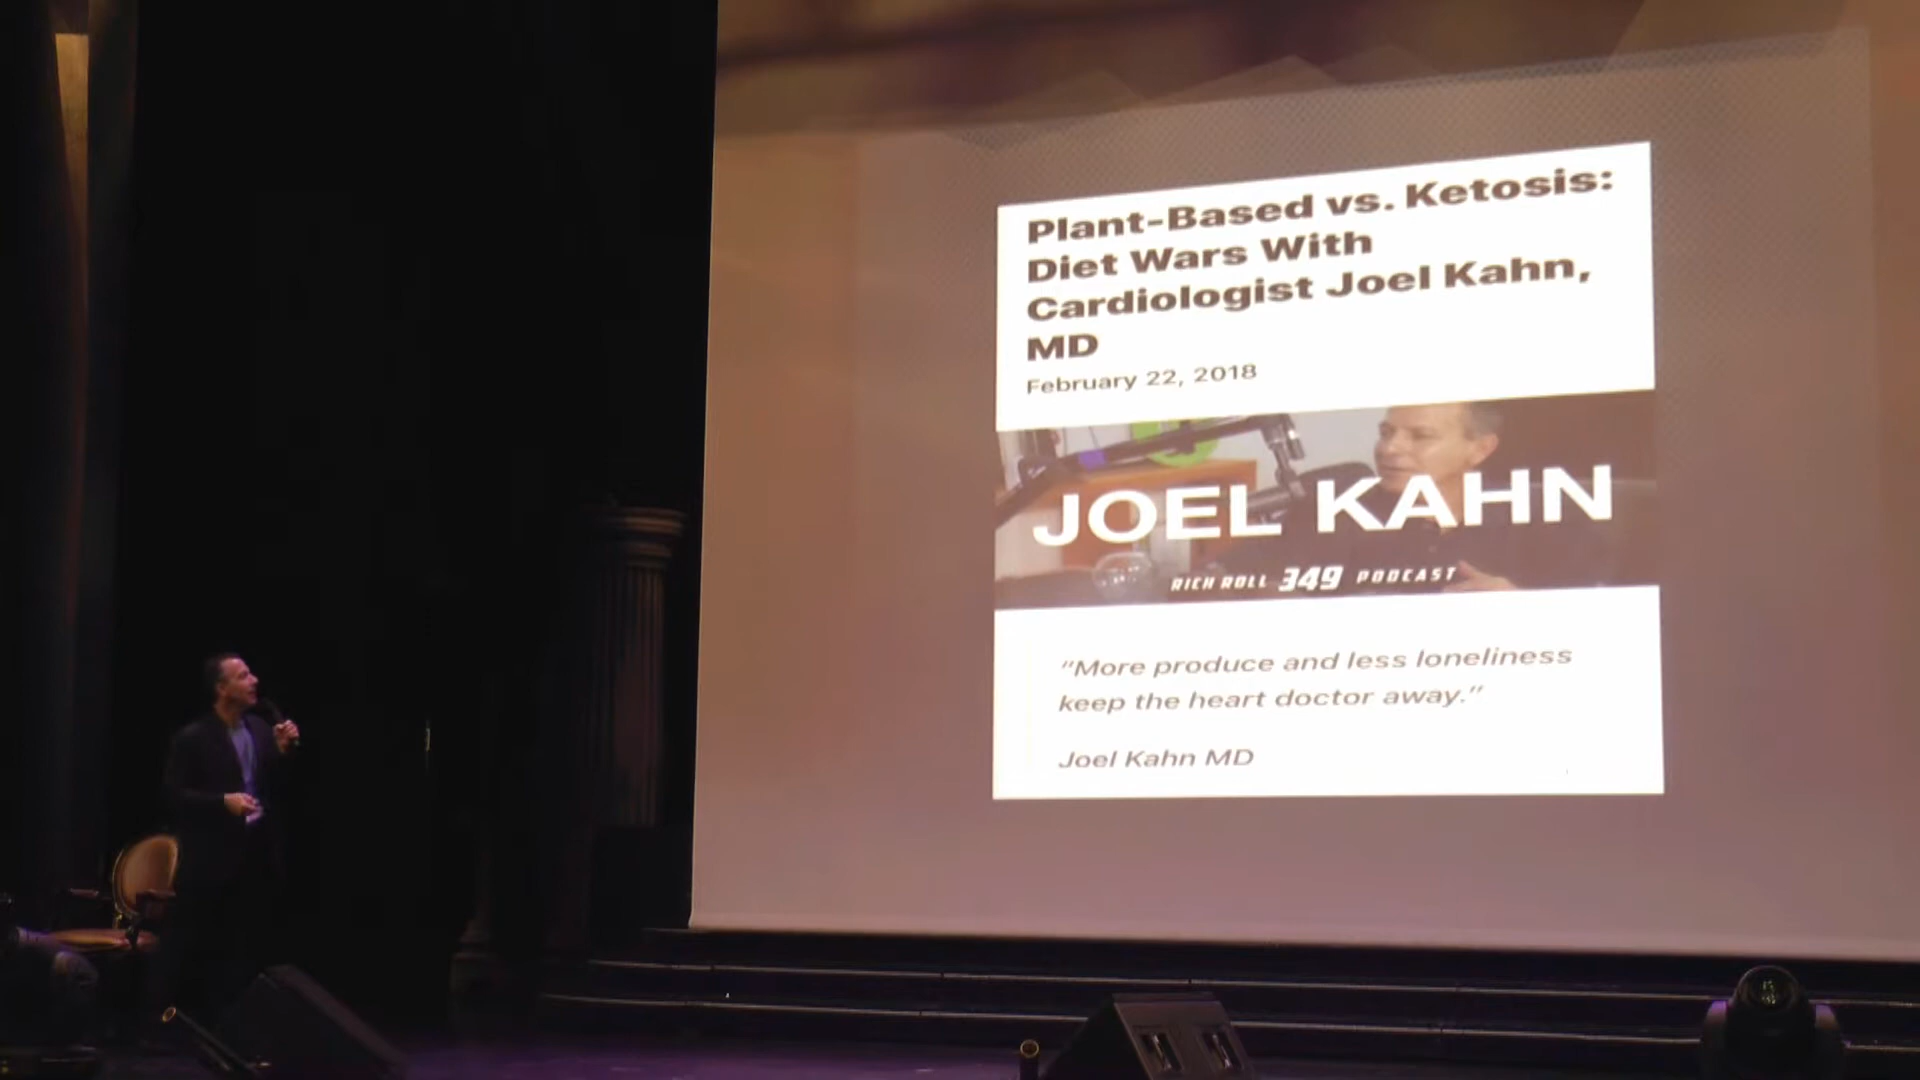 Plant-Based vs. Ketosis:
Diet Wars With
Cardiologist Joel Kahn,
MD
February 22, 2018
JOEL KAHN
RICH ROLL 349 PODCAST
“More produce and less loneliness
keep the heart doctor away.”
Joel Kahn MD